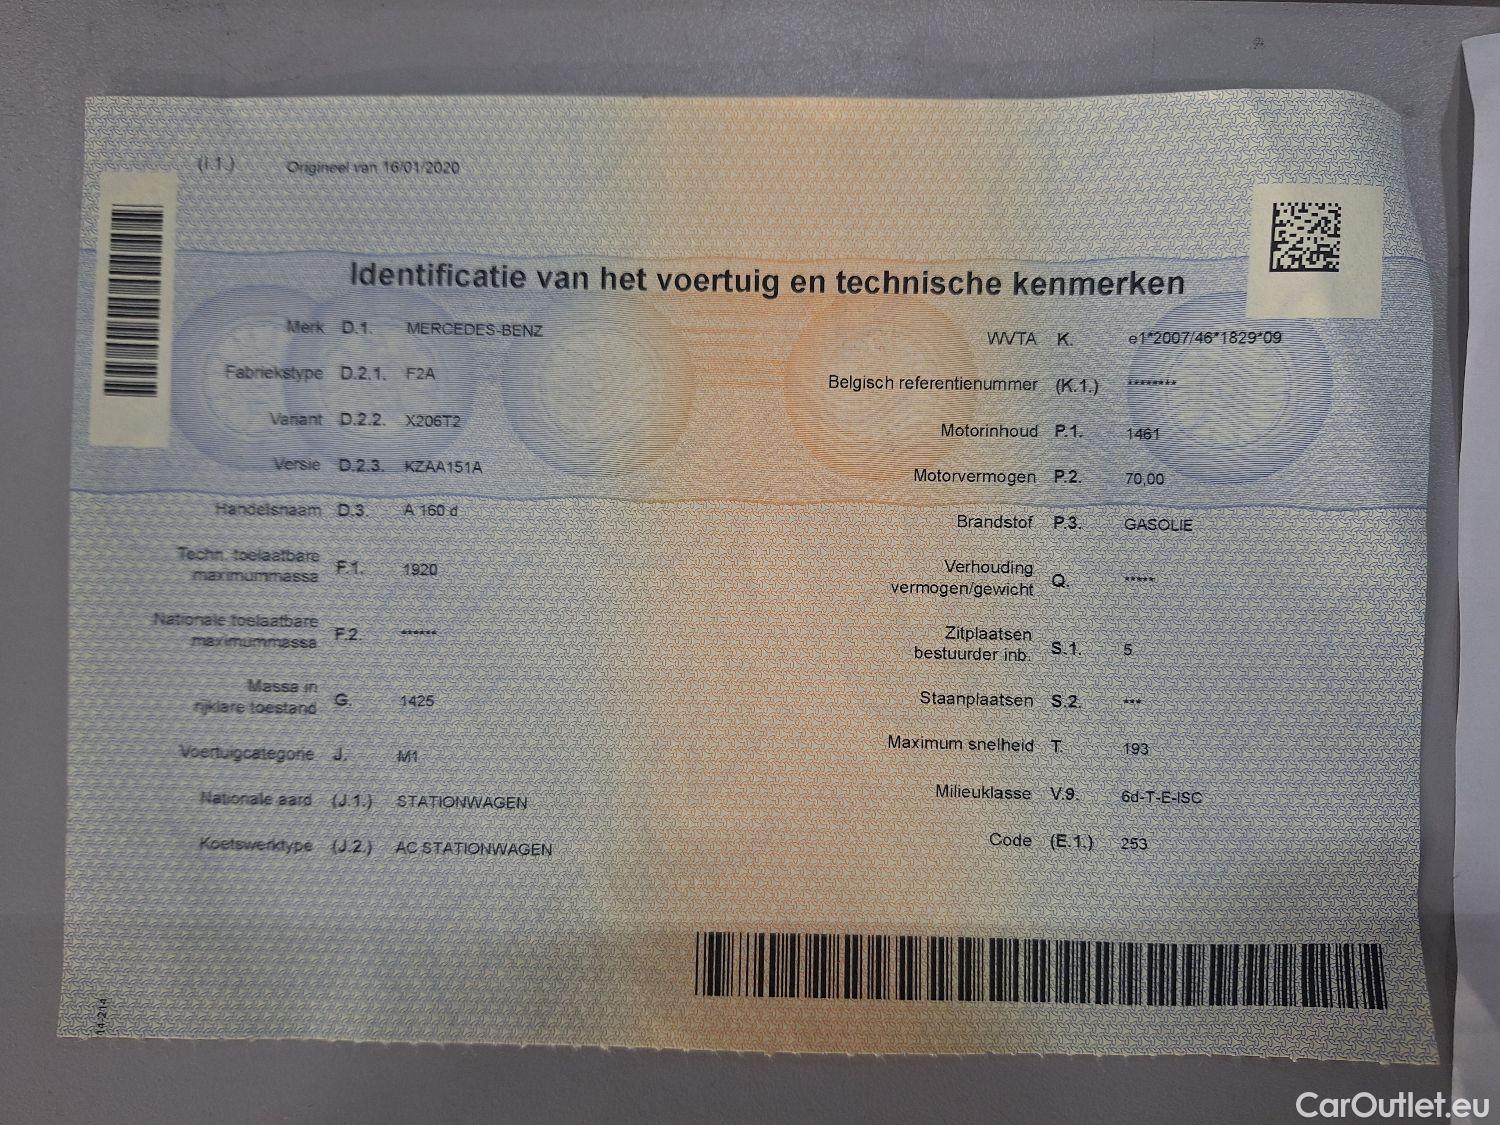 (I.1.) Origineel van 16/01/2020
Identificatie van het voertuig en technische kenmerken
Merk D.1. MERCEDES-BENZ
Fabriekstype D.2.1. F2A
Variant D.2.2. X206T2
Versie D.2.3. KZAA151A
Handelsnaam D.3. A 160 d
Techn. toelaatbare
maximummassa F.1. 1920
Nationale toelaatbare
maximummassa F.2. ******
Massa in
rijklare toestand G. 1425
Voertuigcategorie J. M1
Nationale aard (J.1.) STATIONWAGEN
Koetswerktype (J.2.) AC STATIONWAGEN
WVTA K. e1*2007/46*1829*09
Belgisch referentienummer (K.1.) ********
Motorinhoud P.1. 1461
Motorvermogen P.2. 70,00
Brandstof P.3. GASOLIE
Verhouding
vermogen/gewicht Q. *****
Zitplaatsen
bestuurder inb. S.1. 5
Staanplaatsen S.2. ***
Maximum snelheid T. 193
Milieuklasse V.9. 6d-T-E-ISC
Code (E.1.) 253
14-214
CarOutlet.eu